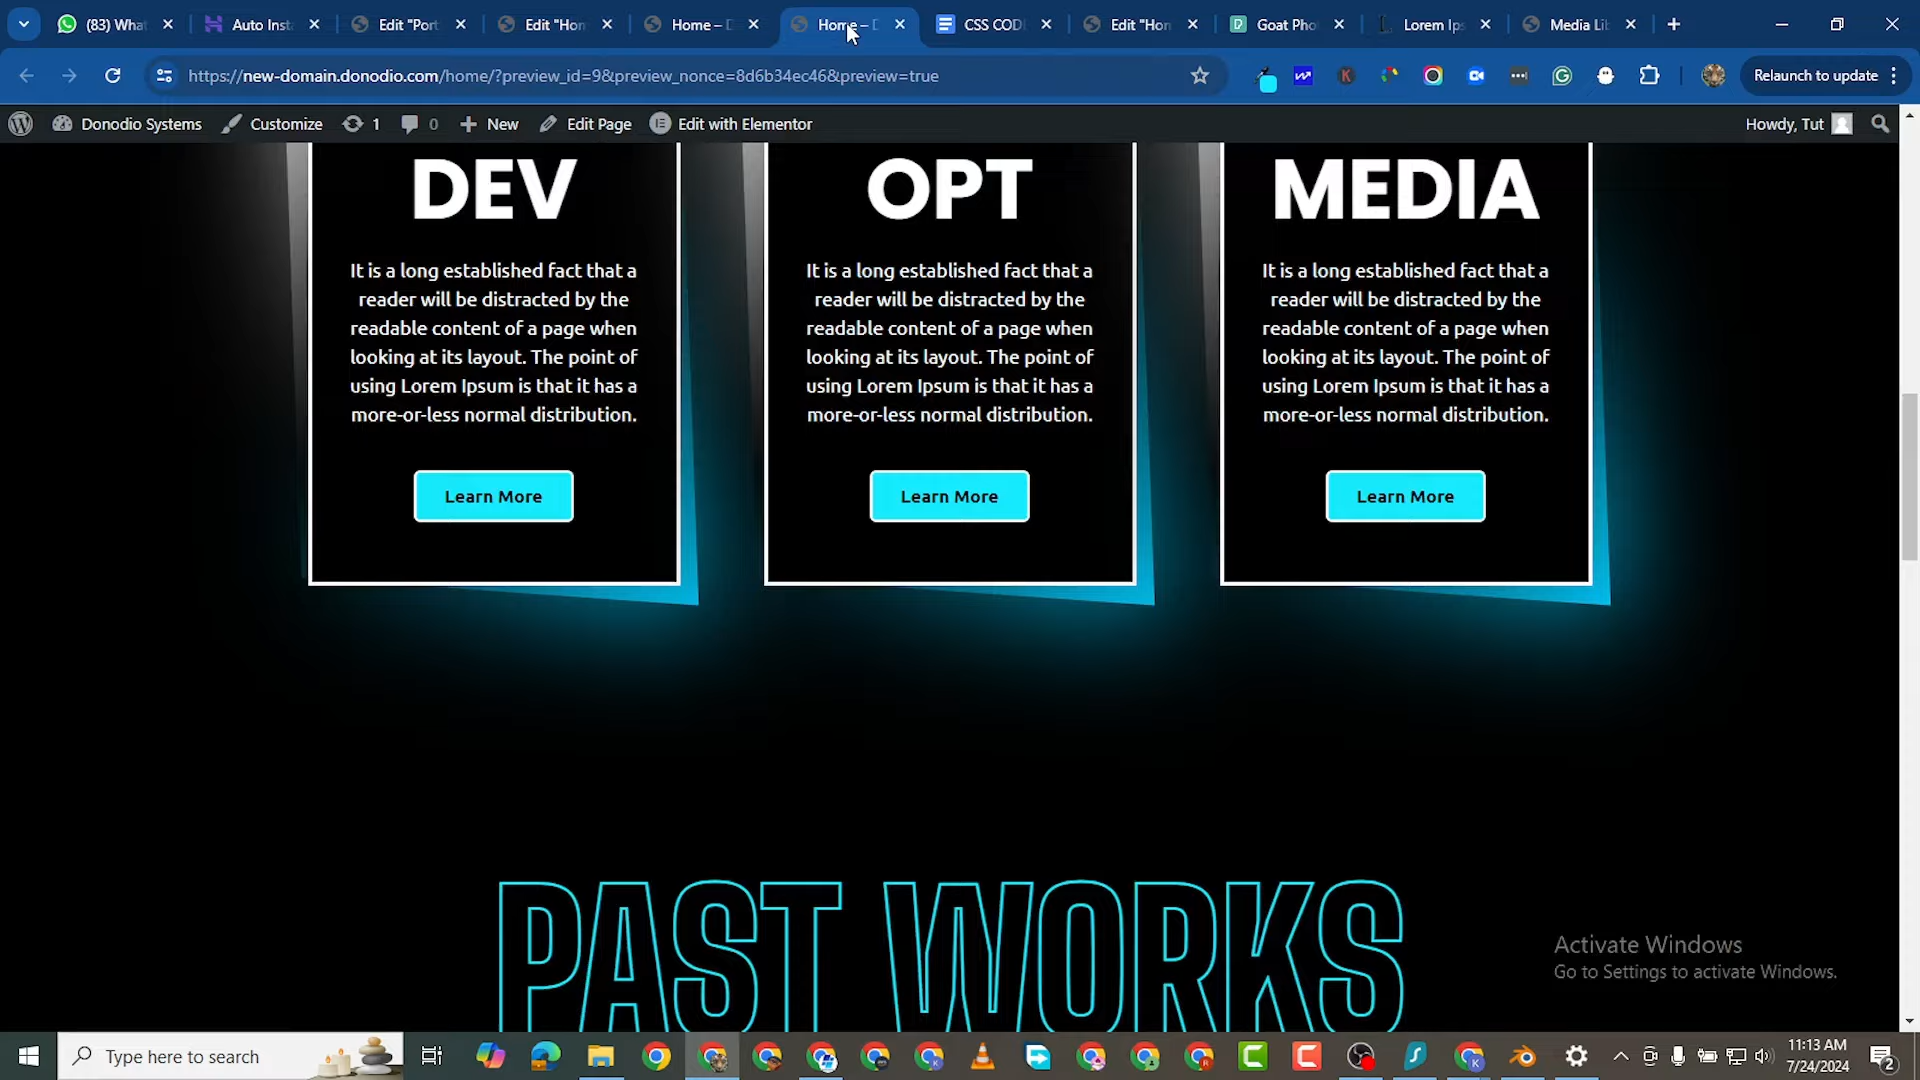 (83) What
Auto Inst
Edit "Port
Edit "Hom
Home – D
Home – D
CSS CODE
Edit "Hom
Goat Pho
Lorem Ips
Media Lib
https://new-domain.donodio.com/home/?preview_id=9&preview_nonce=8d6b34ec46&preview=true
Relaunch to update
Donodio Systems
Customize
1
0
New
Edit Page
Edit with Elementor
Howdy, Tut
DEV
It is a long established fact that a
reader will be distracted by the
readable content of a page when
looking at its layout. The point of
using Lorem Ipsum is that it has a
more-or-less normal distribution.
Learn More
OPT
It is a long established fact that a
reader will be distracted by the
readable content of a page when
looking at its layout. The point of
using Lorem Ipsum is that it has a
more-or-less normal distribution.
Learn More
MEDIA
It is a long established fact that a
reader will be distracted by the
readable content of a page when
looking at its layout. The point of
using Lorem Ipsum is that it has a
more-or-less normal distribution.
Learn More
PAST WORKS
Activate Windows
Go to Settings to activate Windows.
Type here to search
11:13 AM
7/24/2024
2